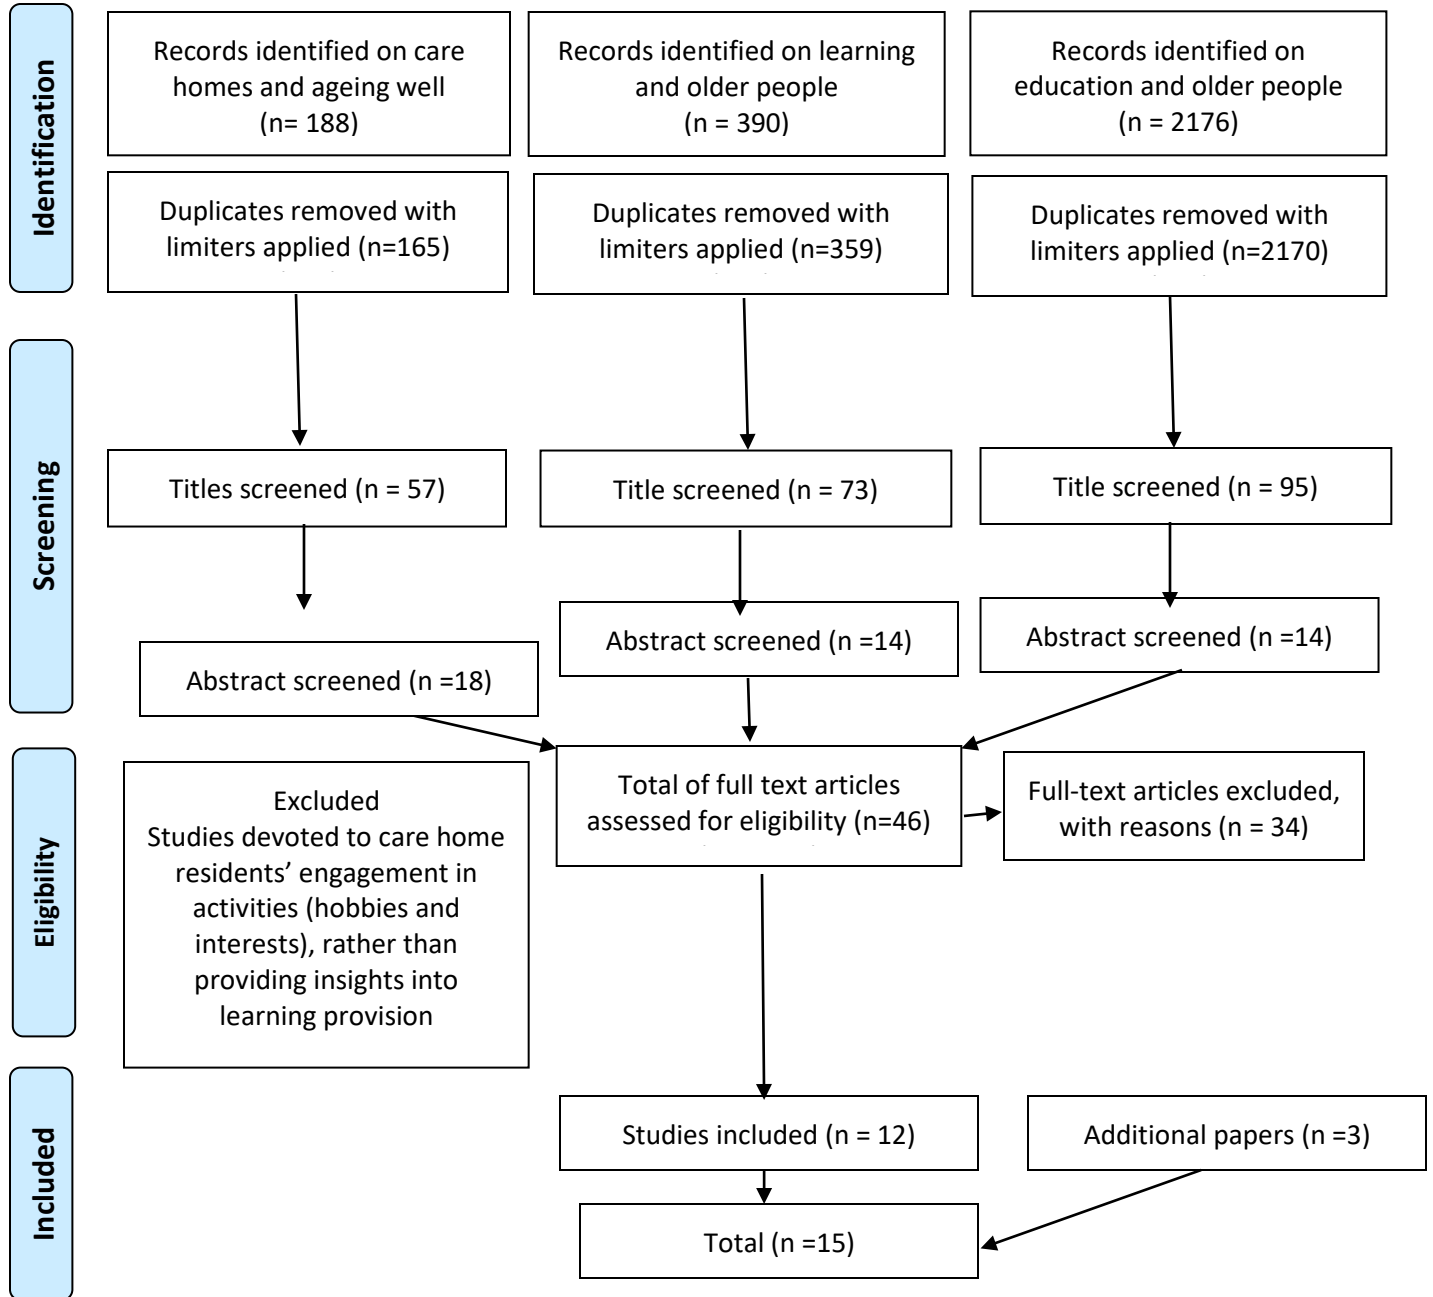 Identification
Records identified on care
homes and ageing well
(n= 188)
Records identified on learning
and older people
(n = 390)
Records identified on
education and older people
(n = 2176)
Duplicates removed with
limiters applied (n=165)
Duplicates removed with
limiters applied (n=359)
Duplicates removed with
limiters applied (n=2170)
Screening
Titles screened (n = 57)
Title screened (n = 73)
Title screened (n = 95)
Abstract screened (n =18)
Abstract screened (n =14)
Abstract screened (n =14)
Eligibility
Excluded
Studies devoted to care home
residents’ engagement in
activities (hobbies and
interests), rather than
providing insights into
learning provision
Total of full text articles
assessed for eligibility (n=46)
Full-text articles excluded,
with reasons (n = 34)
Included
Studies included (n = 12)
Additional papers (n =3)
Total (n =15)